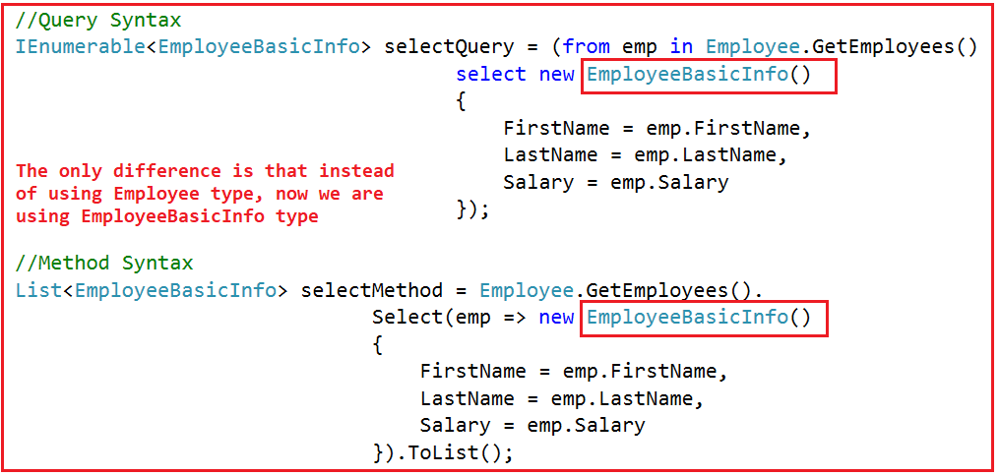 //Query Syntax
IEnumerable<EmployeeBasicInfo> selectQuery = (from emp in Employee.GetEmployees()
select new EmployeeBasicInfo()
{
FirstName = emp.FirstName,
LastName = emp.LastName,
Salary = emp.Salary
});
The only difference is that instead
of using Employee type, now we are
using EmployeeBasicInfo type
//Method Syntax
List<EmployeeBasicInfo> selectMethod = Employee.GetEmployees().
Select(emp => new EmployeeBasicInfo()
{
FirstName = emp.FirstName,
LastName = emp.LastName,
Salary = emp.Salary
}).ToList();